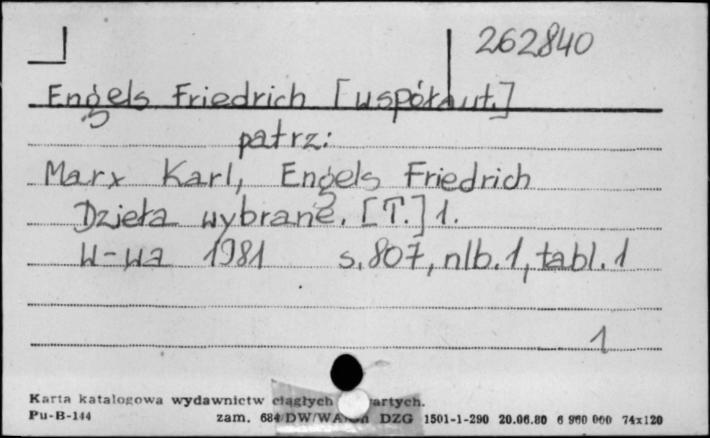 262840
Engels Friedrich [współaut.]
patrz:
Marx Karl, Engels Friedrich
Dzieła wybrane. [T.] 1.
W-wa 1981 s. 807, nlb. 1, tabl. 1
1
Karta katalogowa wydawnictw ciągłych artych.
Pu-B-144 zam. 684/DW/WA DZG 1501-1-290 20.06.80 6 900 000 74x120